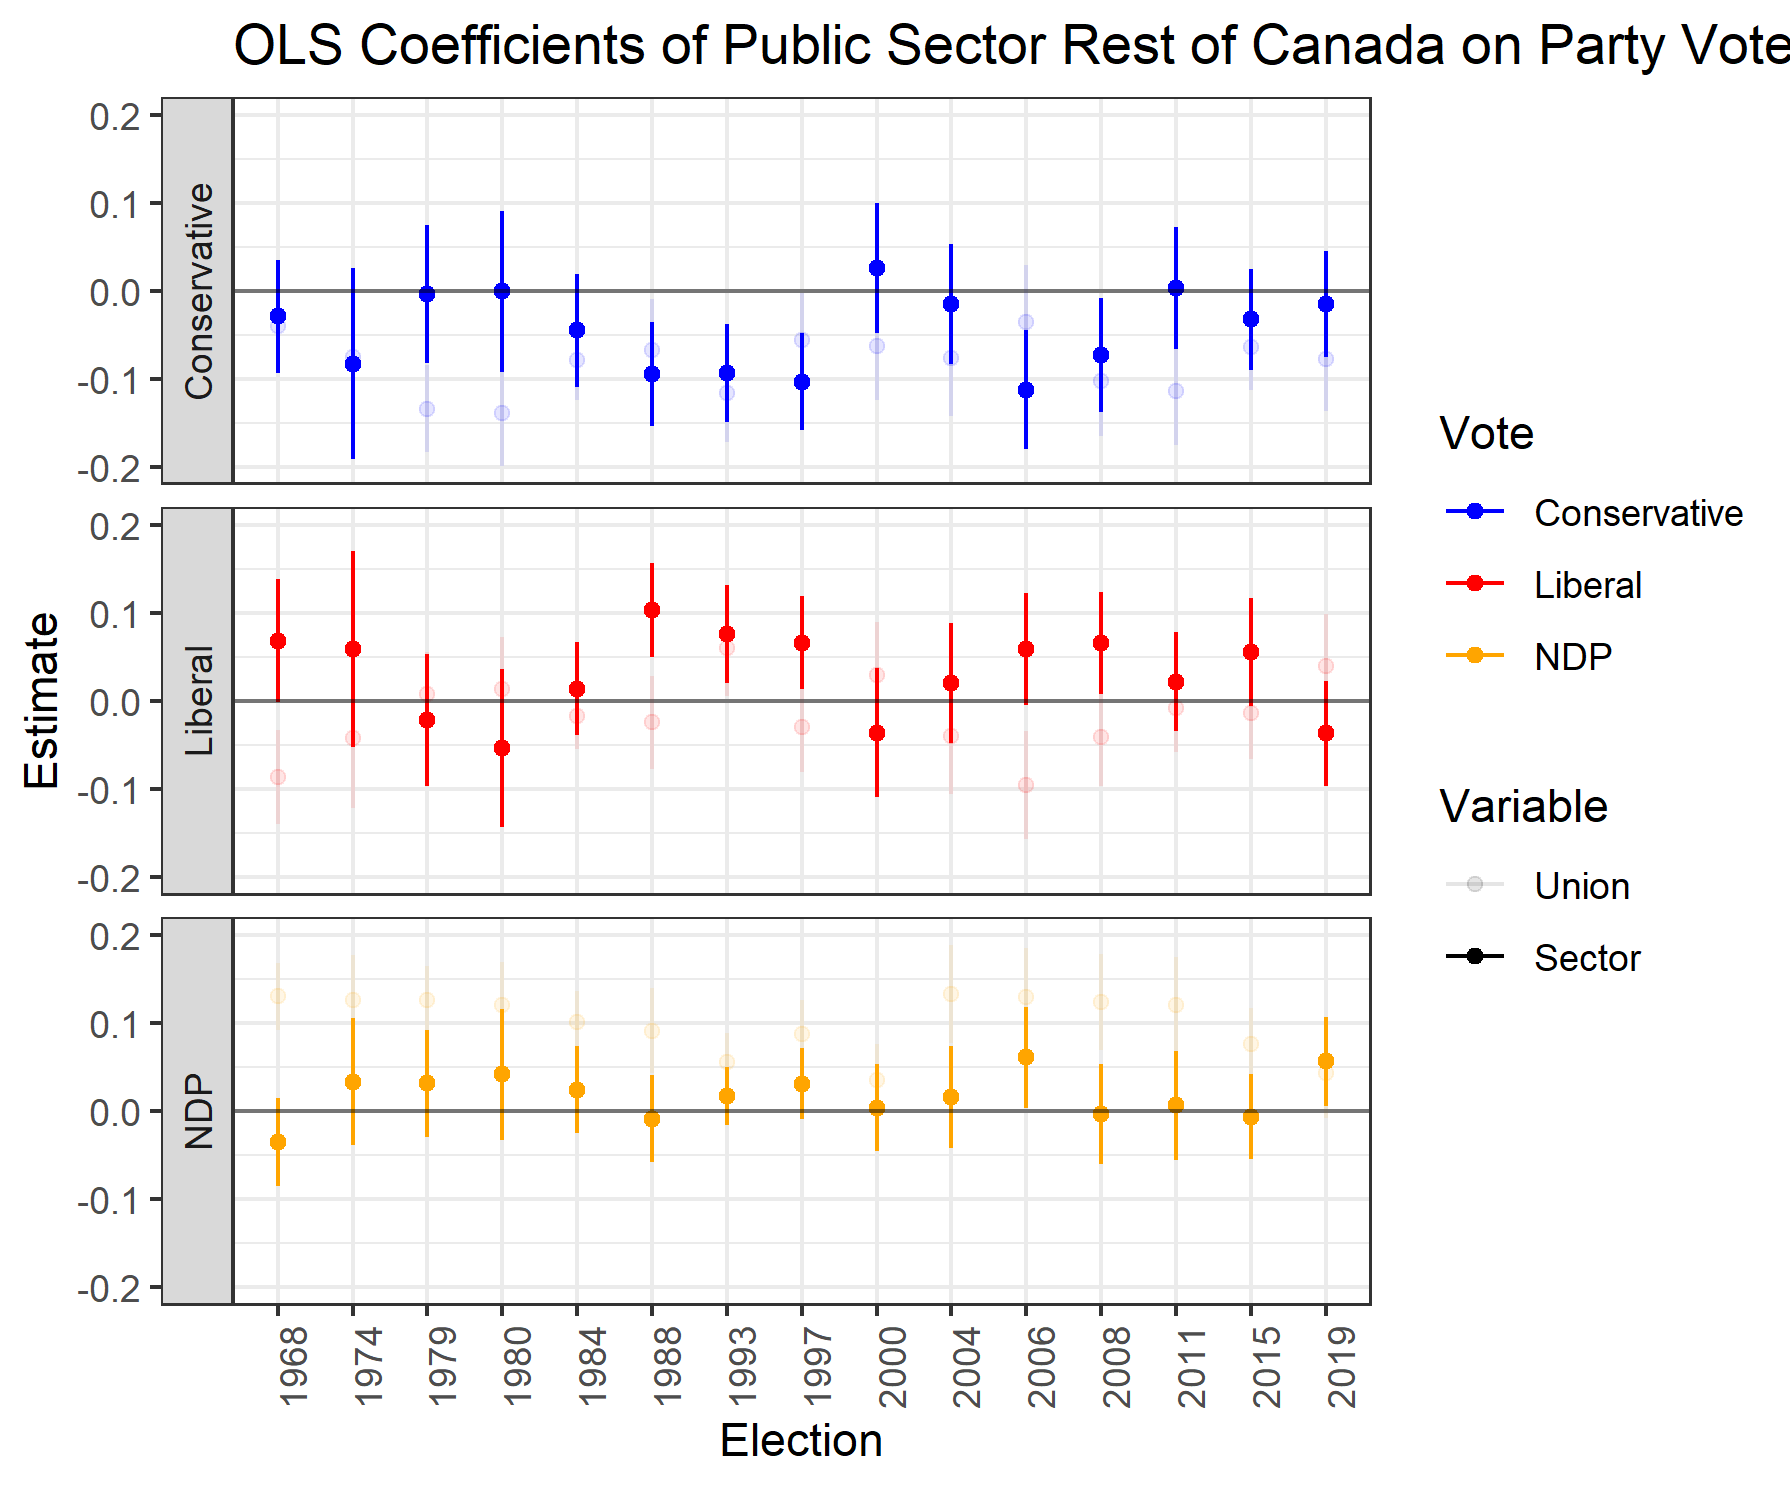 OLS Coefficients of Public Sector Rest of Canada on Party Vote
Conservative
0.2
0.1
0.0
-0.1
-0.2
Liberal
0.2
0.1
0.0
-0.1
-0.2
NDP
0.2
0.1
0.0
-0.1
-0.2
Estimate
1968 1974 1979 1980 1984 1988 1993 1997 2000 2004 2006 2008 2011 2015 2019
Election
Vote
Conservative
Liberal
NDP
Variable
Union
Sector